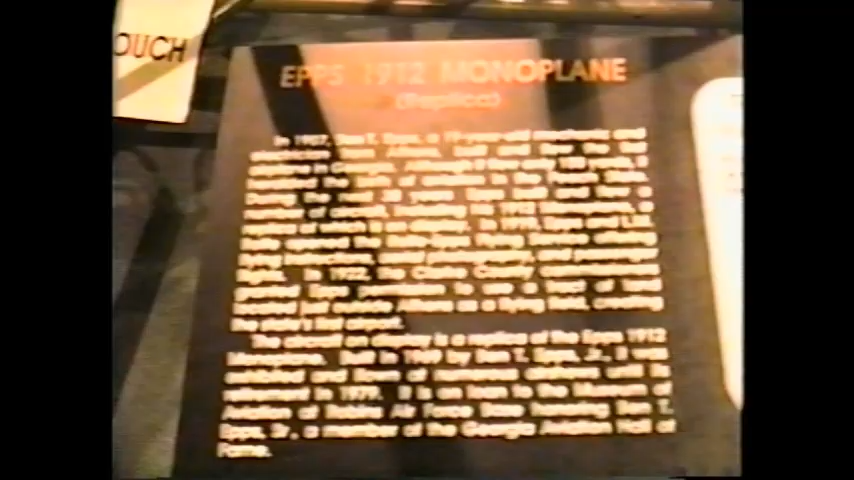 OUCH
EPPS 1912 MONOPLANE
(Replica)
In 1907, Ben T. Epps, a 19-year-old mechanic and
electrician from Athens, built and flew the first
airplane in Georgia. Although it flew only 100 yards, it
heralded the birth of aviation in the Peach State.
During the next 30 years Epps built and flew a
number of aircraft, including his 1912 Monoplane, a
replica of which is on display. In 1919, Epps and L.M.
opened the Flying Service offering
flying instruction, aerial photography, and passenger
flights. In 1922, the Clarke County commissioners
granted Epps permission to use a tract of land
located just outside Athens as a flying field, creating
the state's first airport.
The aircraft on display is a replica of the Epps 1912
Monoplane. Built in 1969 by Ben T. Epps, Jr., it was
exhibited and flown at numerous airshows until its
retirement in 1979. It is on loan to the Museum of
Aviation at Robins Air Force Base honoring Ben T.
Epps, Sr., a member of the Georgia Aviation Hall of
Fame.